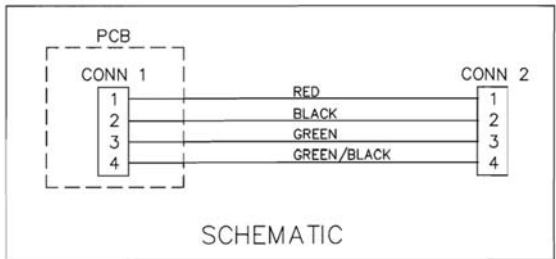 PCB
CONN 1
CONN 2
1 RED 1
2 BLACK 2
3 GREEN 3
4 GREEN/BLACK 4
SCHEMATIC